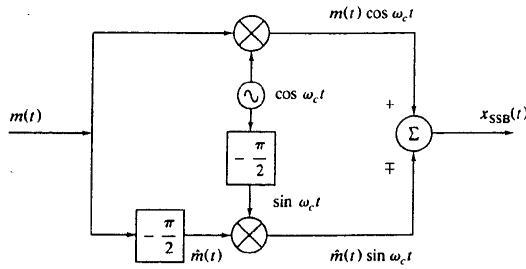 m(t) cos ω_c t
cos ω_c t
m(t)
+
Σ
x_SSB(t)
− π/2
∓
sin ω_c t
− π/2
m̂(t)
m̂(t) sin ω_c t